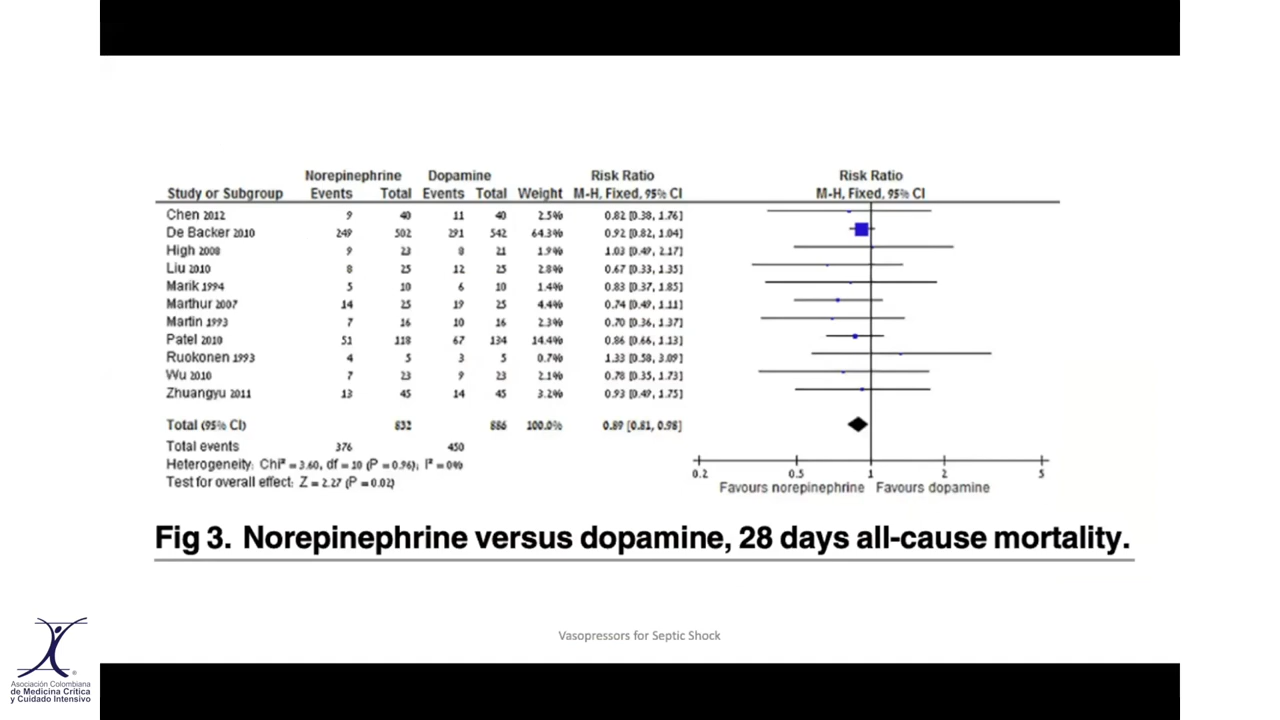 Norepinephrine Dopamine Risk Ratio Risk Ratio
Study or Subgroup Events Total Events Total Weight M-H, Fixed, 95% CI M-H, Fixed, 95% CI
Chen 2012 9 40 11 40 2.5% 0.82 [0.38, 1.76]
De Backer 2010 249 502 291 542 64.3% 0.92 [0.82, 1.04]
High 2008 9 23 8 21 1.9% 1.03 [0.49, 2.17]
Liu 2010 8 25 12 25 2.8% 0.67 [0.33, 1.35]
Marik 1994 5 10 6 10 1.4% 0.83 [0.37, 1.85]
Marthur 2007 14 25 19 25 4.4% 0.74 [0.49, 1.11]
Martin 1993 7 16 10 16 2.3% 0.70 [0.36, 1.37]
Patel 2010 51 118 67 134 14.4% 0.86 [0.66, 1.13]
Ruokonen 1993 4 5 3 5 0.7% 1.33 [0.58, 3.09]
Wu 2010 7 23 9 23 2.1% 0.78 [0.35, 1.73]
Zhuangyu 2011 13 45 14 45 3.2% 0.93 [0.49, 1.75]
Total (95% CI) 832 886 100.0% 0.89 [0.81, 0.98]
Total events 376 450
Heterogeneity: Chi² = 3.60, df = 10 (P = 0.96); I² = 0%
Test for overall effect: Z = 2.27 (P = 0.02)
0.2 0.5 1 2 5
Favours norepinephrine Favours dopamine
Fig 3. Norepinephrine versus dopamine, 28 days all-cause mortality.
Vasopressors for Septic Shock
®
Asociación Colombiana
de Medicina Crítica
y Cuidado Intensivo